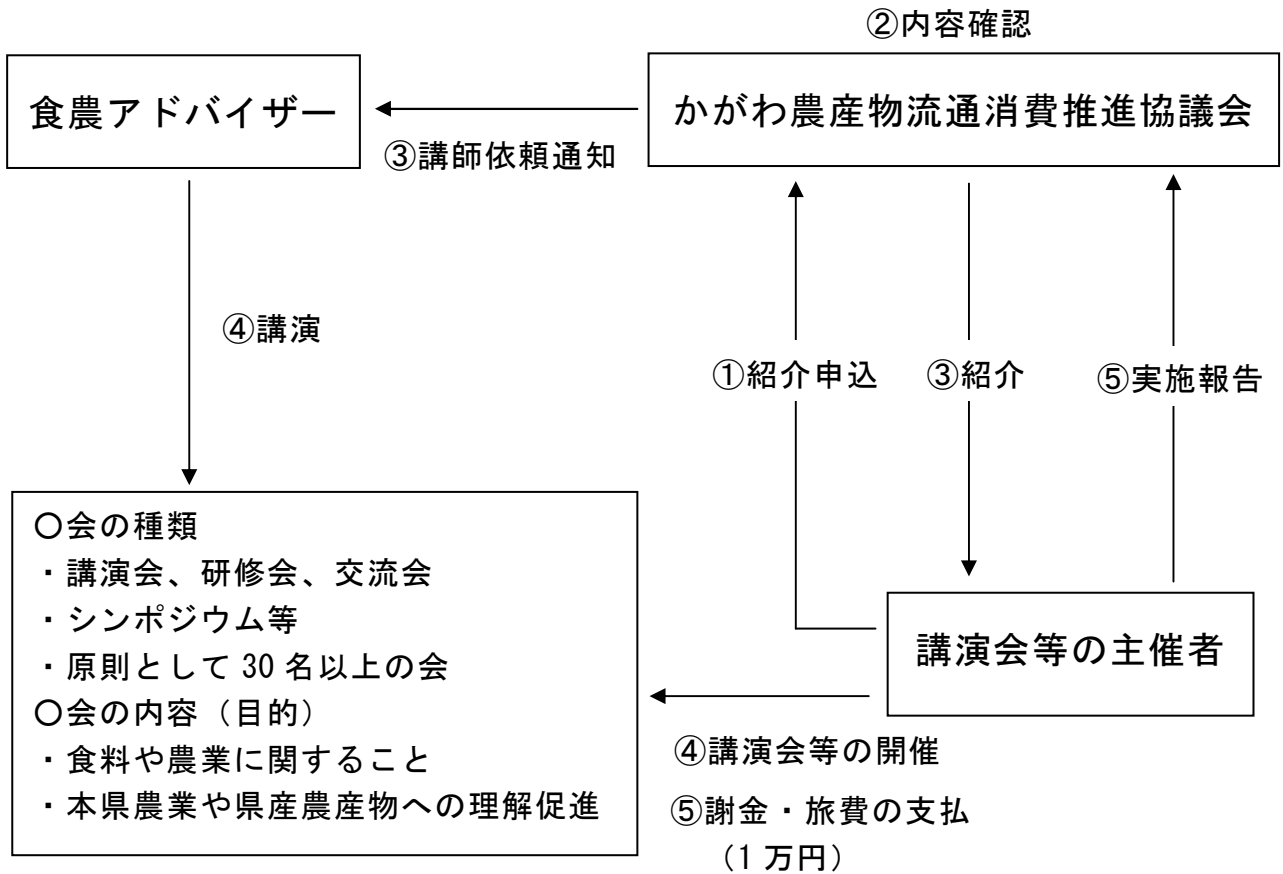 ②内容確認
食農アドバイザー
かがわ農産物流通消費推進協議会
③講師依頼通知
④講演
①紹介申込
③紹介
⑤実施報告
○会の種類
・講演会、研修会、交流会
・シンポジウム等
・原則として 30 名以上の会
○会の内容（目的）
・食料や農業に関すること
・本県農業や県産農産物への理解促進
講演会等の主催者
④講演会等の開催
⑤謝金・旅費の支払
（1 万円）